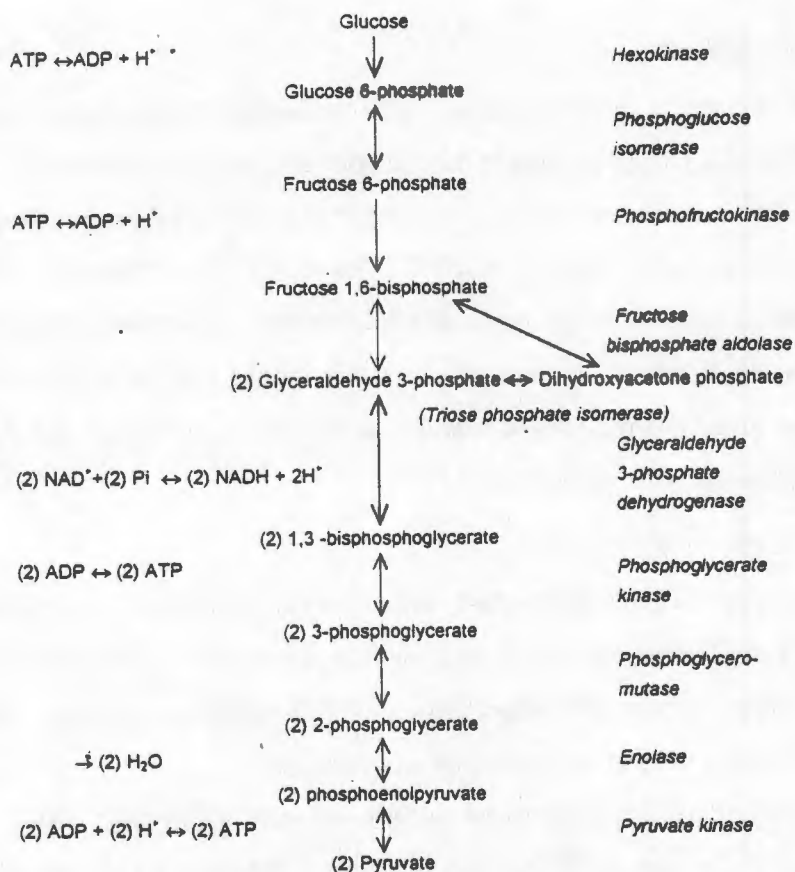 Glucose
ATP ↔ADP + H⁺
Hexokinase
Glucose 6-phosphate
Phosphoglucose
isomerase
Fructose 6-phosphate
ATP ↔ADP + H⁺
Phosphofructokinase
Fructose 1,6-bisphosphate
Fructose
bisphosphate aldolase
(2) Glyceraldehyde 3-phosphate ↔ Dihydroxyacetone phosphate
(Triose phosphate isomerase)
Glyceraldehyde
3-phosphate
dehydrogenase
(2) NAD⁺+(2) Pi ↔ (2) NADH + 2H⁺
(2) 1,3 -bisphosphoglycerate
(2) ADP ↔ (2) ATP
Phosphoglycerate
kinase
(2) 3-phosphoglycerate
Phosphoglycero-
mutase
(2) 2-phosphoglycerate
→ (2) H₂O
Enolase
(2) phosphoenolpyruvate
(2) ADP + (2) H⁺ ↔ (2) ATP
Pyruvate kinase
(2) Pyruvate